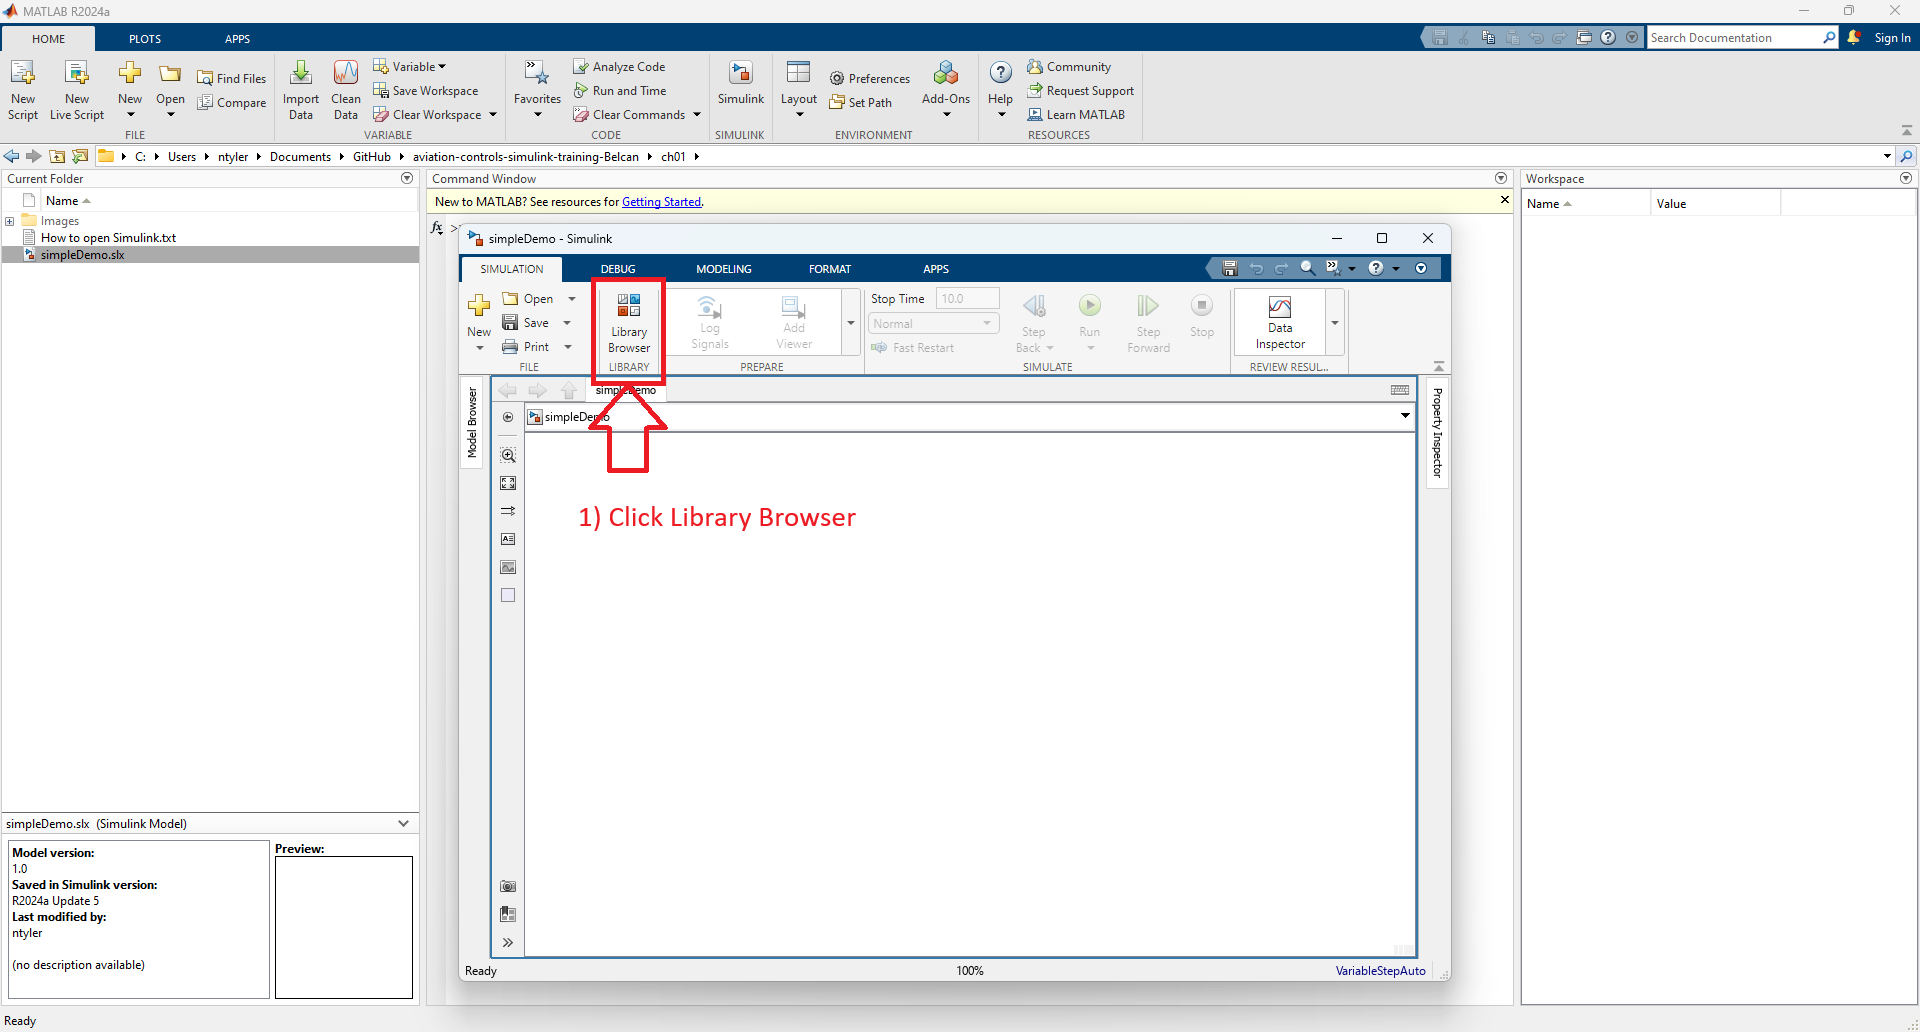 MATLAB R2024a
HOME PLOTS APPS
Search Documentation Sign In
New Script
New Live Script
New
Open
Find Files
Compare
FILE
Import Data
Clean Data
Variable
Save Workspace
Clear Workspace
VARIABLE
Favorites
Analyze Code
Run and Time
Clear Commands
CODE
Simulink
SIMULINK
Layout
Preferences
Set Path
Add-Ons
ENVIRONMENT
Help
Community
Request Support
Learn MATLAB
RESOURCES
C: Users ntyler Documents GitHub aviation-controls-simulink-training-Belcan ch01
Current Folder
Name
Images
How to open Simulink.txt
simpleDemo.slx
Command Window
New to MATLAB? See resources for Getting Started.
fx >
Workspace
Name Value
simpleDemo - Simulink
SIMULATION DEBUG MODELING FORMAT APPS
New
Open
Save
Print
FILE
Library Browser
LIBRARY
Log Signals
Add Viewer
PREPARE
Stop Time 10.0
Normal
Fast Restart
Step Back
Run
Step Forward
Stop
SIMULATE
Data Inspector
REVIEW RESUL...
Model Browser
simpleDemo
simpleDemo
Property Inspector
1) Click Library Browser
Ready 100% VariableStepAuto
simpleDemo.slx (Simulink Model)
Model version:
1.0
Saved in Simulink version:
R2024a Update 5
Last modified by:
ntyler
(no description available)
Preview:
Ready